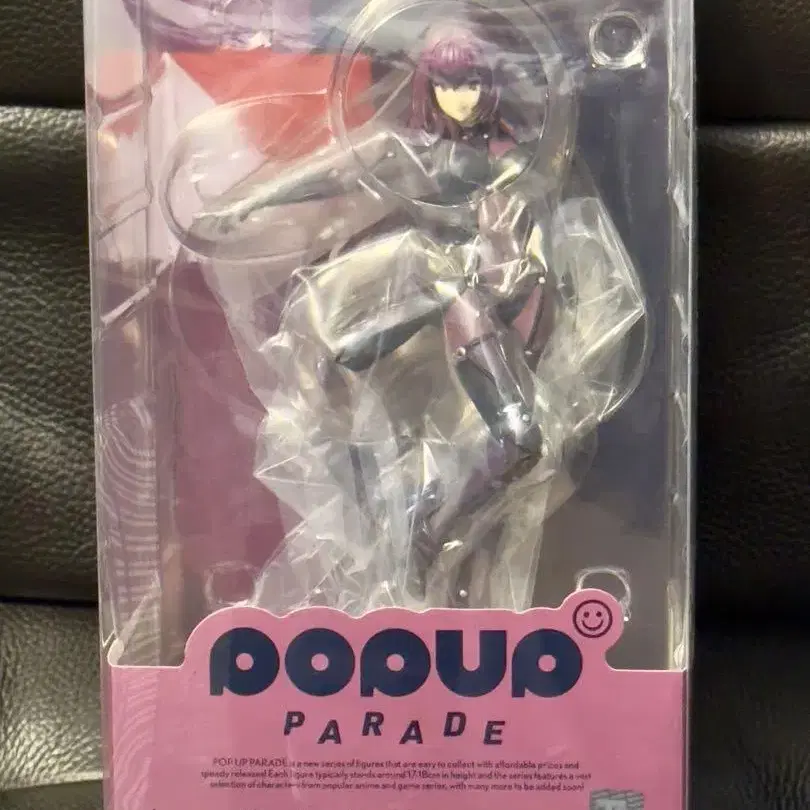 POPUP
PARADE
POP UP PARADE is a new series of figures that are easy to collect with affordable prices and
speedy releases! Each figure typically stands around 17-18cm in height and the series features a vast
selection of characters from popular anime and game series, with many more to be added soon!